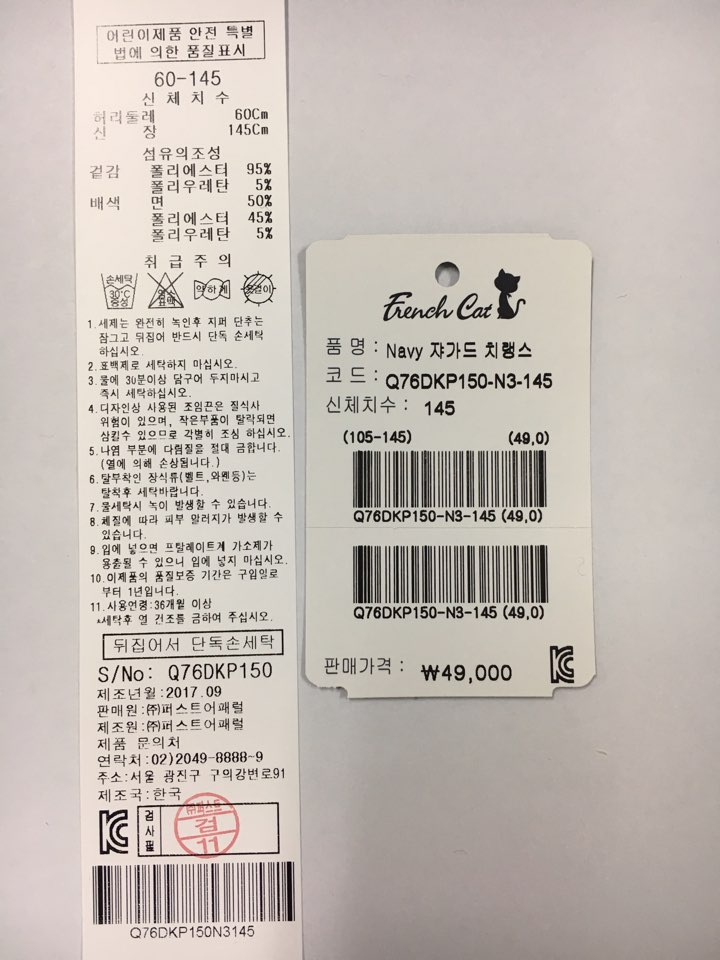 어린이제품 안전 특별
법에 의한 품질표시
60-145
신 체 치 수
허리둘레 60Cm
신 장 145Cm
섬유의조성
겉감 폴리에스터 95%
폴리우레탄 5%
배색 면 50%
폴리에스터 45%
폴리우레탄 5%
취 급 주 의
손세탁 30℃ 중성 염소 표백 약하게 옷걸이
1.세제는 완전히 녹인후 지퍼 단추는
잠그고 뒤집어 반드시 단독 손세탁
하십시오.
2.표백제로 세탁하지 마십시오.
3.물에 30분이상 담구어 두지마시고
즉시 세탁하십시오.
4.디자인상 사용된 조임끈은 질식사
위험이 있으며, 작은부품이 탈락되면
삼킬수 있으므로 각별히 조심 하십시오.
5.나염 부분에 다림질을 절대 금합니다.
(열에 의해 손상됩니다.)
6.탈부착인 장식류(벨트,와펜등)는
탈착후 세탁바랍니다.
7.물세탁시 녹이 발생할 수 있습니다.
8.체질에 따라 피부 알러지가 발생할 수
있습니다.
9.입에 넣으면 프탈레이트계 가소제가
용출될 수 있으니 입에 넣지 마십시오.
10.이제품의 품질보증 기간은 구입일로
부터 1년입니다.
11.사용연령:36개월 이상
*세탁후 열 건조를 금하여 주십시오.
뒤집어서 단독손세탁
S/No: Q76DKP150
제조년월:2017.09
판매원:㈜퍼스트어패럴
제조원:㈜퍼스트어패럴
제품 문의처
연락처:02)2049-8888-9
주소:서울 광진구 구의강변로91
제조국:한국
KC 검사필 ㈜퍼스트 검 11
Q76DKP150N3145
French Cat
품 명 : Navy 쟈가드 치랭스
코 드 : Q76DKP150-N3-145
신체치수 : 145
(105-145) (49,0)
Q76DKP150-N3-145 (49,0)
Q76DKP150-N3-145 (49,0)
판매가격 : ₩49,000 KC